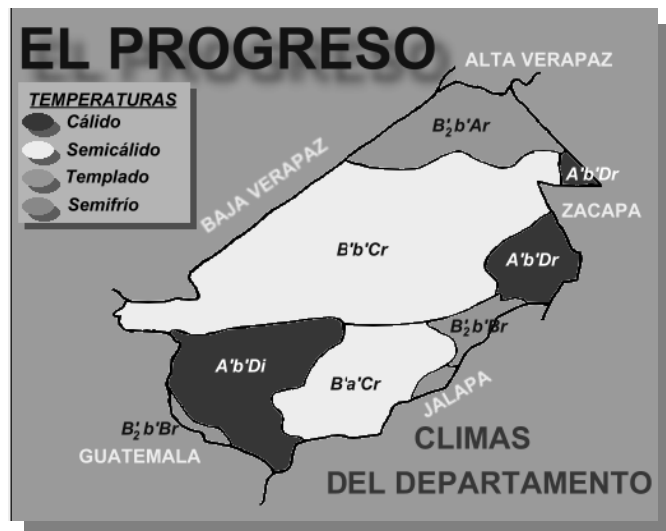 EL PROGRESO
ALTA VERAPAZ
TEMPERATURAS
Cálido
Semicálido
Templado
Semifrío
BAJA VERAPAZ
B'₂b'Ar
A'b'Dr
ZACAPA
B'b'Cr
A'b'Dr
B'₂b'Br
A'b'Di
B'a'Cr
JALAPA
B'₂b'Br
GUATEMALA
CLIMAS
DEL DEPARTAMENTO